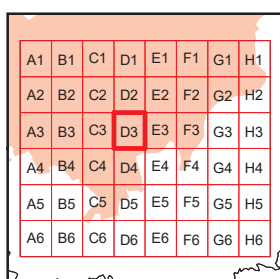 A1 B1 C1 D1 E1 F1 G1 H1
A2 B2 C2 D2 E2 F2 G2 H2
A3 B3 C3 D3 E3 F3 G3 H3
A4 B4 C4 D4 E4 F4 G4 H4
A5 B5 C5 D5 E5 F5 G5 H5
A6 B6 C6 D6 E6 F6 G6 H6